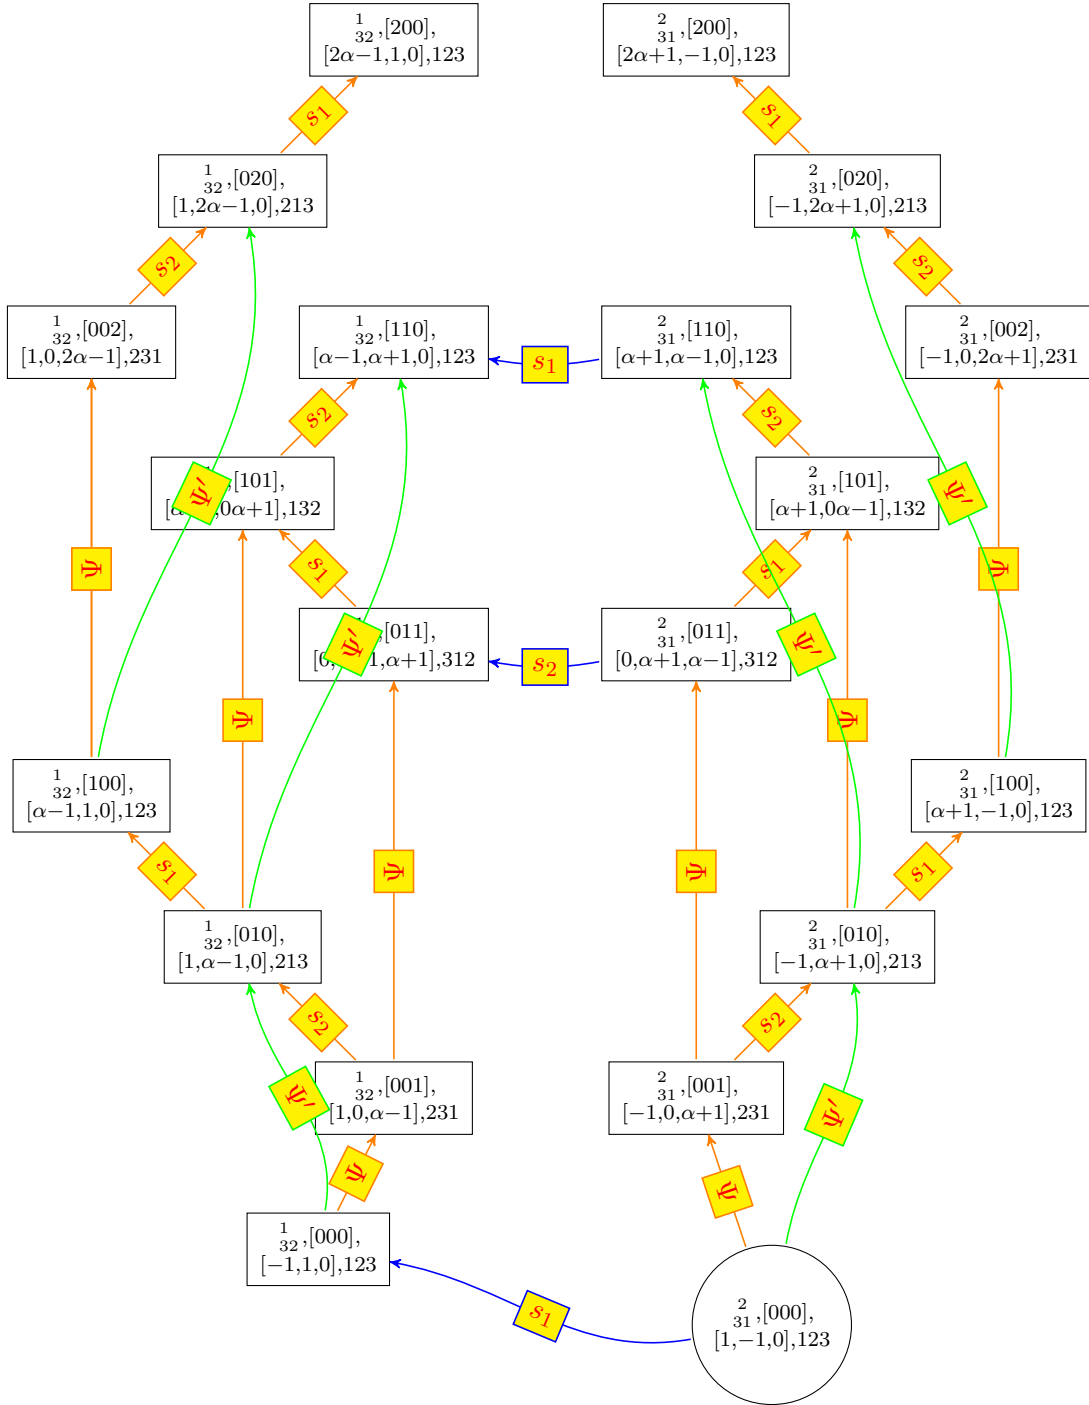 1
32,[200],
[2α−1,1,0],123
2
31,[200],
[2α+1,−1,0],123
s1
s1
1
32,[020],
[1,2α−1,0],213
2
31,[020],
[−1,2α+1,0],213
s2
s2
1
32,[002],
[1,0,2α−1],231
1
32,[110],
[α−1,α+1,0],123
s1
2
31,[110],
[α+1,α−1,0],123
2
31,[002],
[−1,0,2α+1],231
s2
s2
Ψ′
,[101],
,0α+1],132
2
31,[101],
[α+1,0α−1],132
Ψ′
Ψ
s1
s1
Ψ
Ψ′
,[011],
[0, 1,α+1],312
s2
2
31,[011],
[0,α+1,α−1],312
Ψ′
Ψ
Ψ
1
32,[100],
[α−1,1,0],123
2
31,[100],
[α+1,−1,0],123
s1
Ψ
Ψ
s1
1
32,[010],
[1,α−1,0],213
2
31,[010],
[−1,α+1,0],213
s2
s2
Ψ′
1
32,[001],
[1,0,α−1],231
2
31,[001],
[−1,0,α+1],231
Ψ′
Ψ
Ψ
1
32,[000],
[−1,1,0],123
s1
2
31,[000],
[1,−1,0],123